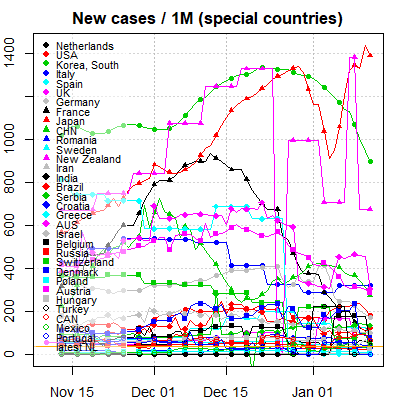 New cases / 1M (special countries)
1400
1200
1000
800
600
400
200
0
Netherlands
USA
Korea, South
Italy
Spain
UK
Germany
France
Japan
CHN
Romania
Sweden
New Zealand
Iran
India
Brazil
Serbia
Croatia
Greece
AUS
Israel
Belgium
Russia
Switzerland
Denmark
Poland
Austria
Hungary
Turkey
CAN
Mexico
Portugal
latest NL
Nov 15
Dec 01
Dec 15
Jan 01